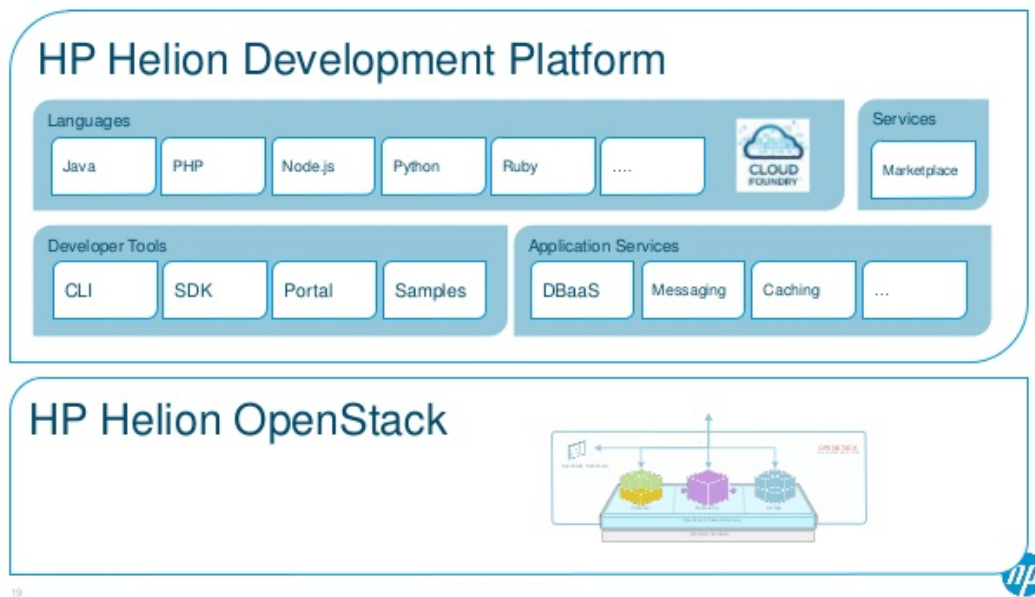 HP Helion Development Platform
Languages
Java
PHP
Node.js
Python
Ruby
....
CLOUD
FOUNDRY
Services
Marketplace
Developer Tools
CLI
SDK
Portal
Samples
Application Services
DBaaS
Messaging
Caching
...
HP Helion OpenStack
OPENSTACK
hp
19